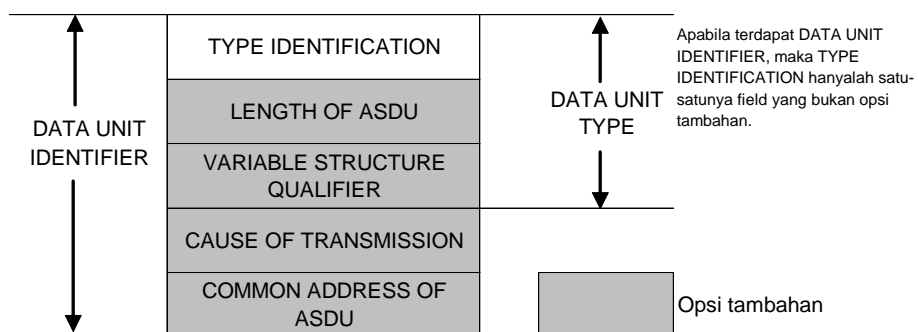 DATA UNIT
IDENTIFIER
TYPE IDENTIFICATION
LENGTH OF ASDU
VARIABLE STRUCTURE
QUALIFIER
CAUSE OF TRANSMISSION
COMMON ADDRESS OF
ASDU
DATA UNIT
TYPE
Apabila terdapat DATA UNIT
IDENTIFIER, maka TYPE
IDENTIFICATION hanyalah satu-
satunya field yang bukan opsi
tambahan.
Opsi tambahan